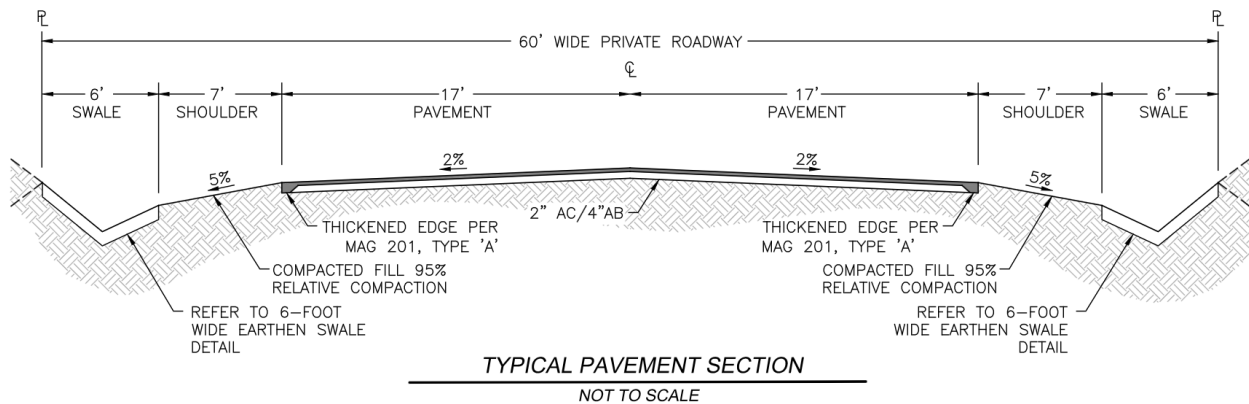 PL
PL
60' WIDE PRIVATE ROADWAY
CL
6'
SWALE
7'
SHOULDER
17'
PAVEMENT
17'
PAVEMENT
7'
SHOULDER
6'
SWALE
5%
2%
2%
5%
THICKENED EDGE PER
MAG 201, TYPE 'A'
2" AC/4"AB
THICKENED EDGE PER
MAG 201, TYPE 'A'
COMPACTED FILL 95%
RELATIVE COMPACTION
COMPACTED FILL 95%
RELATIVE COMPACTION
REFER TO 6-FOOT
WIDE EARTHEN SWALE
DETAIL
REFER TO 6-FOOT
WIDE EARTHEN SWALE
DETAIL
TYPICAL PAVEMENT SECTION
NOT TO SCALE